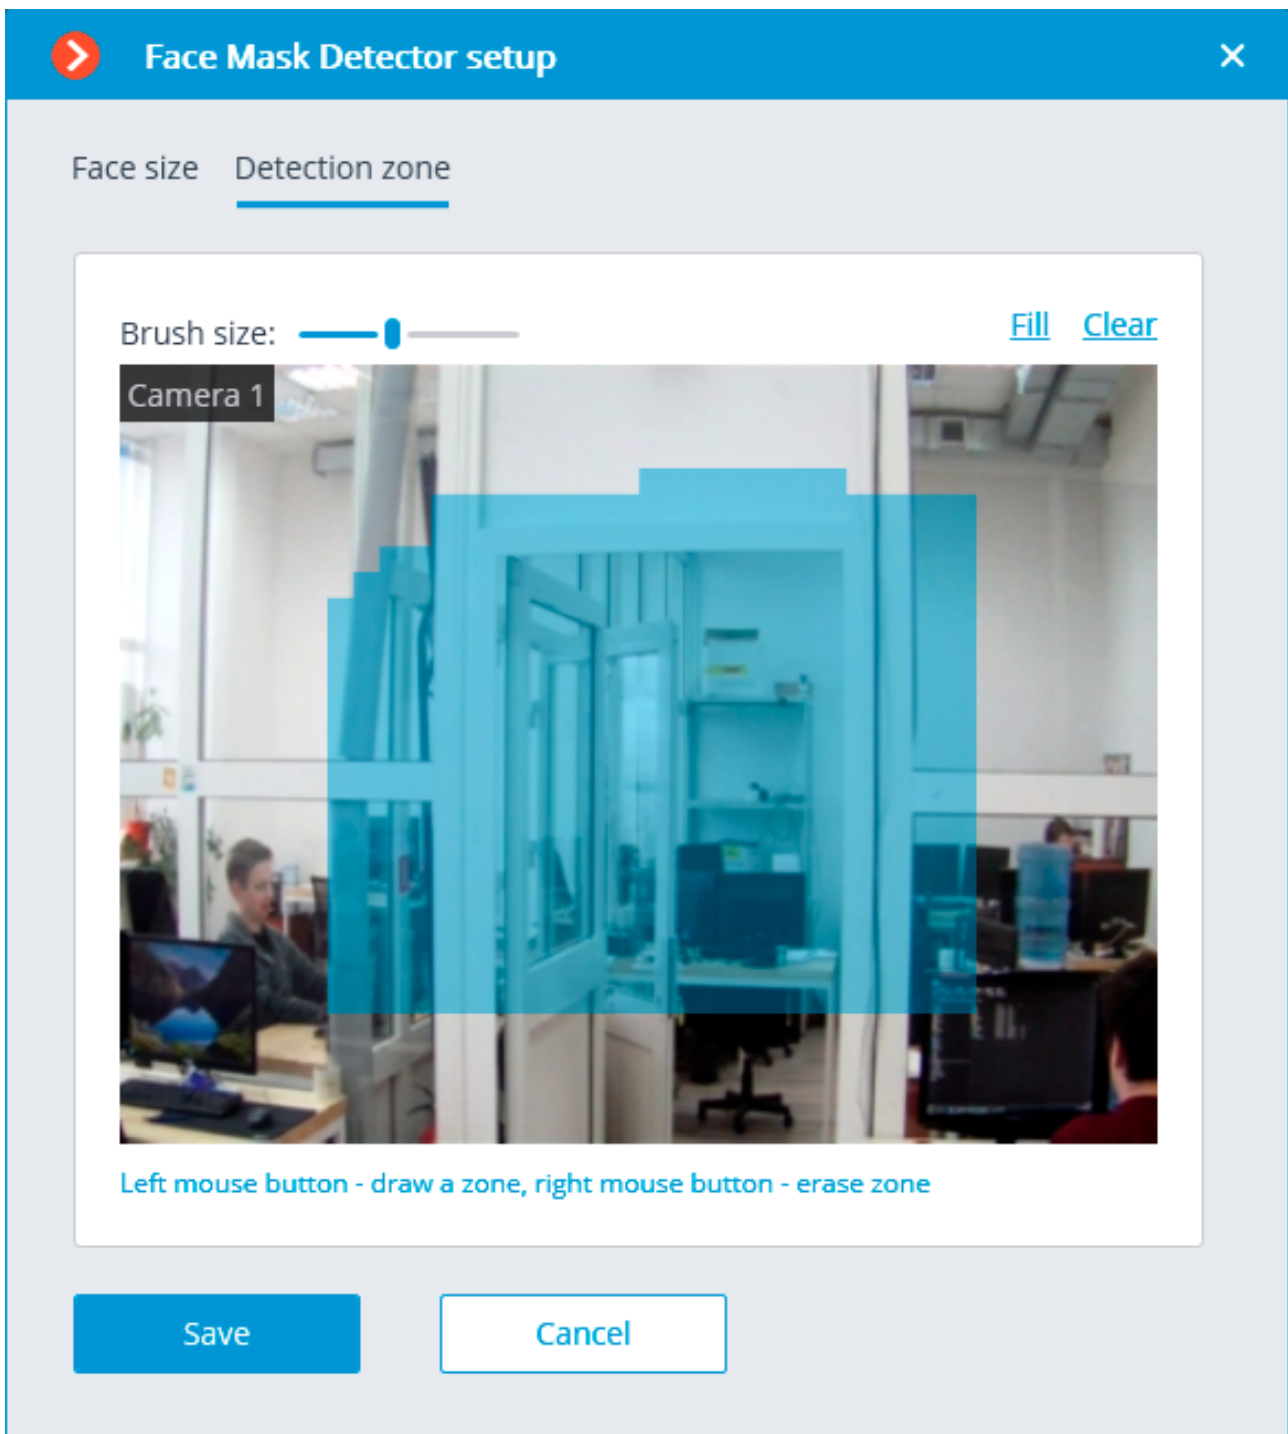 Face Mask Detector setup
Face size Detection zone
Brush size: Fill Clear
Camera 1
Left mouse button - draw a zone, right mouse button - erase zone
Save Cancel